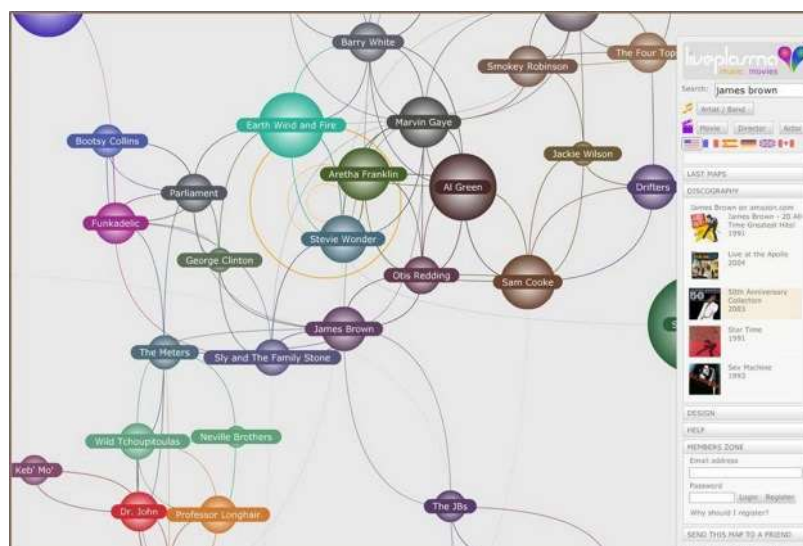 Barry White
The Four Top
Smokey Robinson
Earth Wind and Fire
Marvin Gaye
Bootsy Collins
Jackie Wilson
Aretha Franklin
Al Green
Parliament
Drifters
Funkadelic
Stevie Wonder
George Clinton
Otis Redding
Sam Cooke
James Brown
The Meters
Sly and The Family Stone
Wild Tchoupitoulas
Neville Brothers
Keb' Mo'
Dr. John
Professor Longhair
The JBs
liveplasma
music. movies
Search: james brown
Artist / Band
Movie Director Actor
LAST MAPS
DISCOGRAPHY
James Brown on amazon.com
James Brown - 20 All
Time Greatest Hits!
1991
Live at the Apollo
2004
50th Anniversary
Collection
2003
Star Time
1991
Sex Machine
DESIGN
HELP
MEMBERS ZONE
Email address
Password
Login Register
Why should I register?
SEND THIS MAP TO A FRIEND